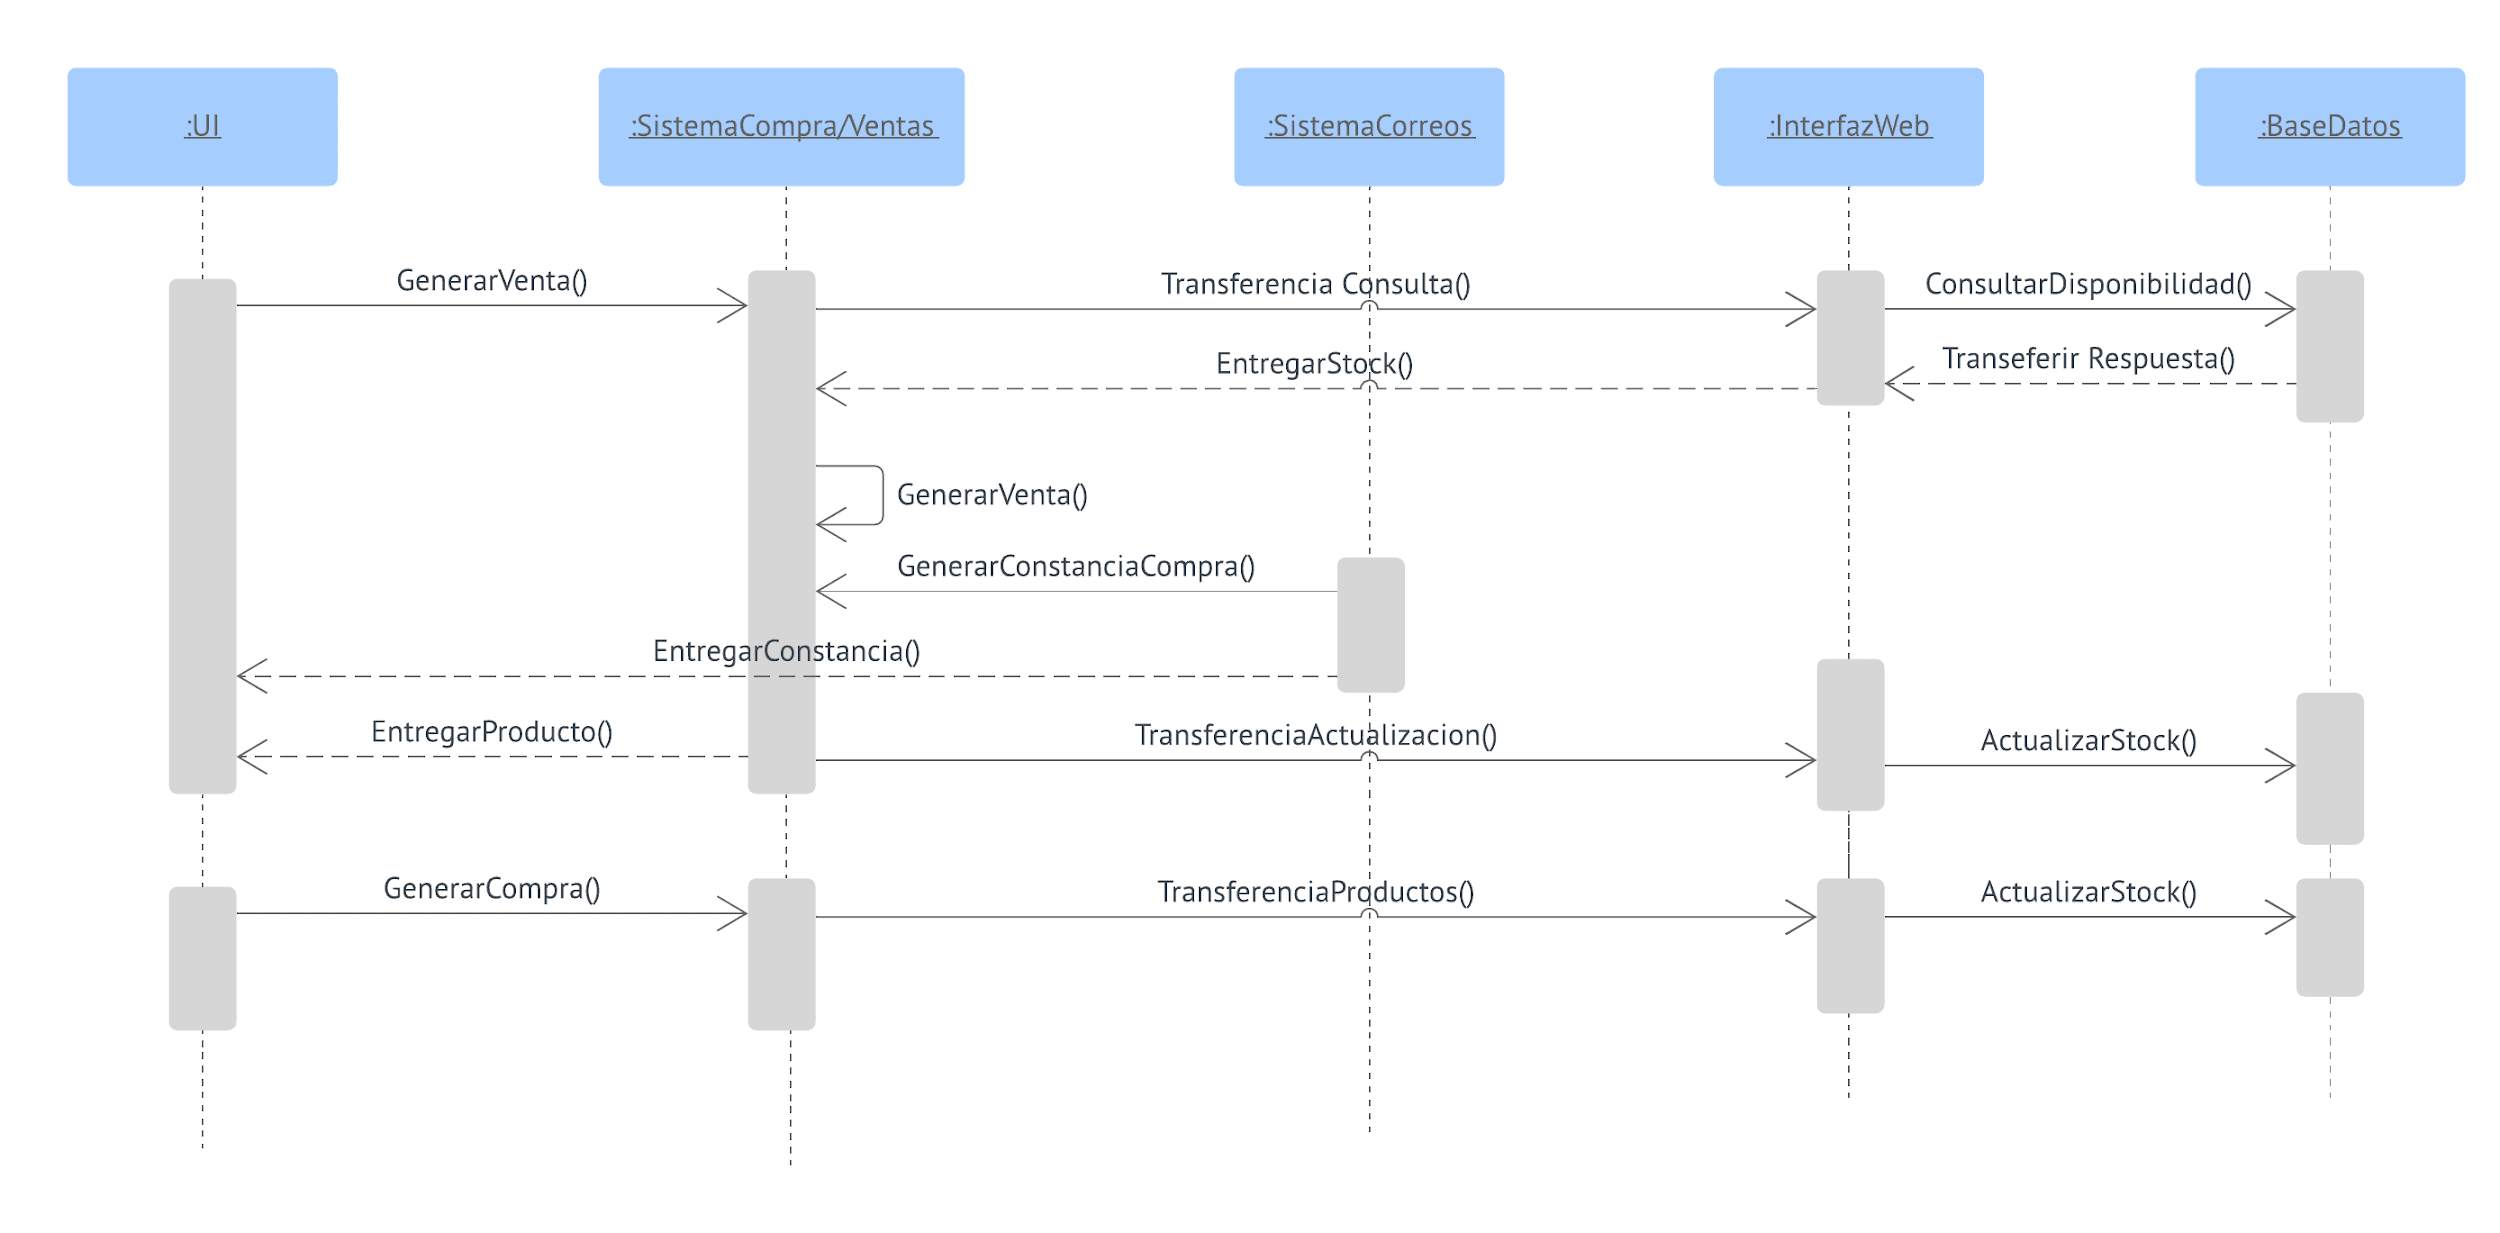 :UI
:SistemaCompra/Ventas
:SistemaCorreos
:InterfazWeb
:BaseDatos
GenerarVenta()
Transferencia Consulta()
ConsultarDisponibilidad()
EntregarStock()
Transeferir Respuesta()
GenerarVenta()
GenerarConstanciaCompra()
EntregarConstancia()
EntregarProducto()
TransferenciaActualizacion()
ActualizarStock()
GenerarCompra()
TransferenciaProductos()
ActualizarStock()